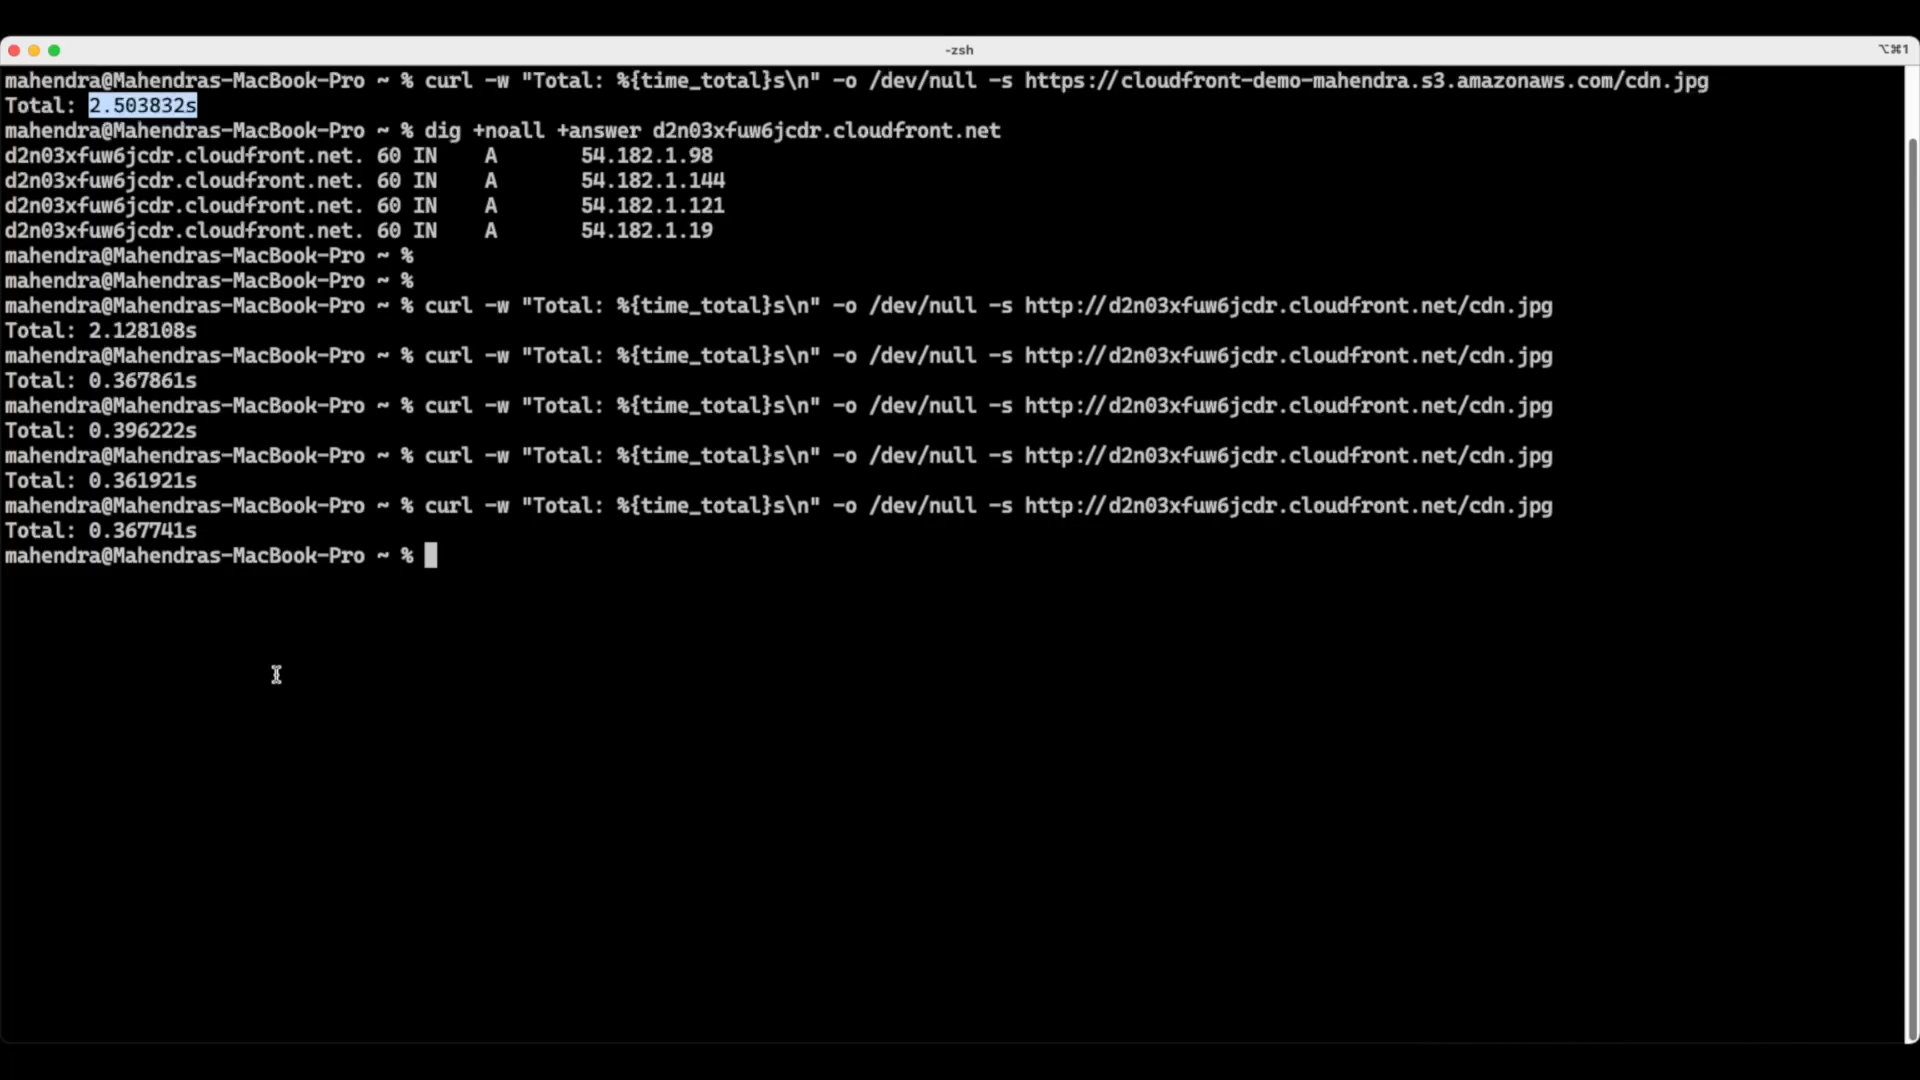 -zsh
⌥⌘1
mahendra@Mahendras-MacBook-Pro ~ % curl -w "Total: %{time_total}s\n" -o /dev/null -s https://cloudfront-demo-mahendra.s3.amazonaws.com/cdn.jpg
Total: 2.503832s
mahendra@Mahendras-MacBook-Pro ~ % dig +noall +answer d2n03xfuw6jcdr.cloudfront.net
d2n03xfuw6jcdr.cloudfront.net. 60 IN    A       54.182.1.98
d2n03xfuw6jcdr.cloudfront.net. 60 IN    A       54.182.1.144
d2n03xfuw6jcdr.cloudfront.net. 60 IN    A       54.182.1.121
d2n03xfuw6jcdr.cloudfront.net. 60 IN    A       54.182.1.19
mahendra@Mahendras-MacBook-Pro ~ %
mahendra@Mahendras-MacBook-Pro ~ %
mahendra@Mahendras-MacBook-Pro ~ % curl -w "Total: %{time_total}s\n" -o /dev/null -s http://d2n03xfuw6jcdr.cloudfront.net/cdn.jpg
Total: 2.128108s
mahendra@Mahendras-MacBook-Pro ~ % curl -w "Total: %{time_total}s\n" -o /dev/null -s http://d2n03xfuw6jcdr.cloudfront.net/cdn.jpg
Total: 0.367861s
mahendra@Mahendras-MacBook-Pro ~ % curl -w "Total: %{time_total}s\n" -o /dev/null -s http://d2n03xfuw6jcdr.cloudfront.net/cdn.jpg
Total: 0.396222s
mahendra@Mahendras-MacBook-Pro ~ % curl -w "Total: %{time_total}s\n" -o /dev/null -s http://d2n03xfuw6jcdr.cloudfront.net/cdn.jpg
Total: 0.361921s
mahendra@Mahendras-MacBook-Pro ~ % curl -w "Total: %{time_total}s\n" -o /dev/null -s http://d2n03xfuw6jcdr.cloudfront.net/cdn.jpg
Total: 0.367741s
mahendra@Mahendras-MacBook-Pro ~ %